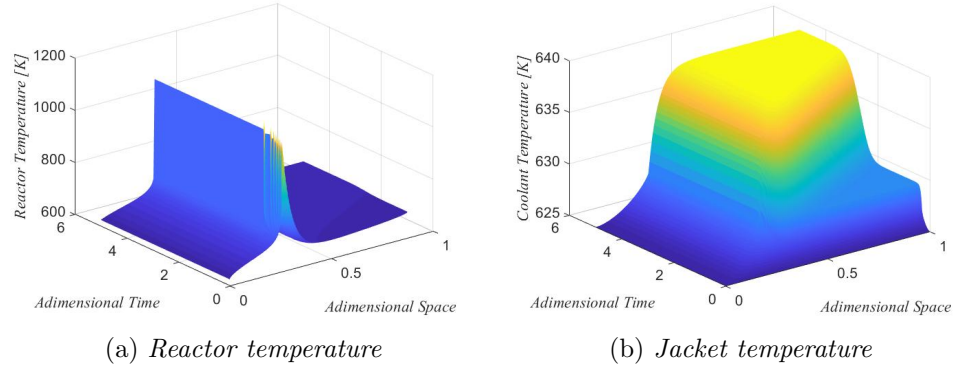 Reactor Temperature [K]
1200
1000
800
600
6
4
2
0
Adimensional Time
0
0.5
1
Adimensional Space
(a) Reactor temperature
Coolant Temperature [K]
640
635
630
625
6
4
2
0
Adimensional Time
0
0.5
1
Adimensional Space
(b) Jacket temperature